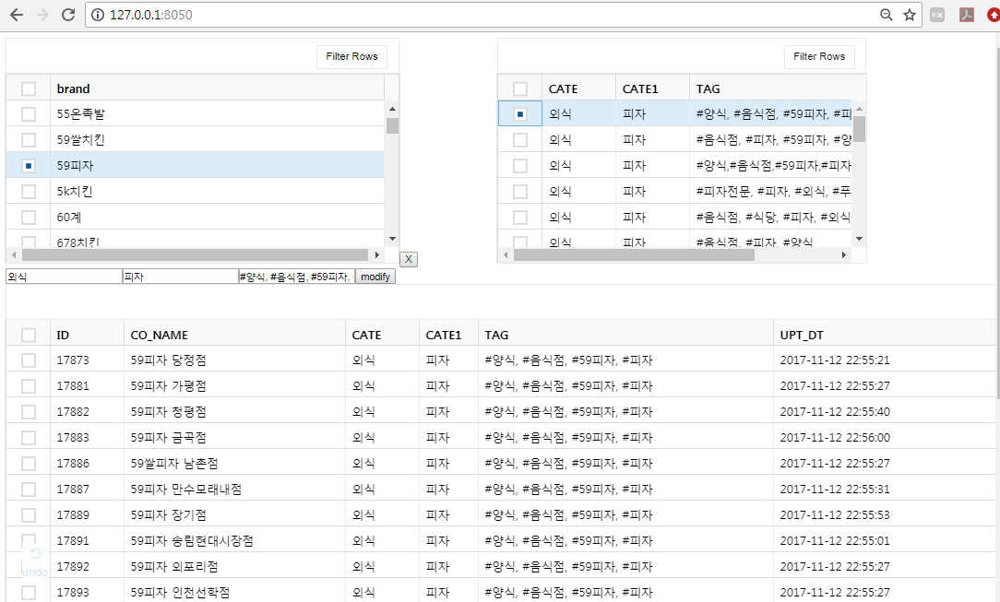 127.0.0.1:8050
Filter Rows
brand
55온족발
59쌀치킨
59피자
5k치킨
60계
678치킨
Filter Rows
CATE CATE1 TAG
외식 피자 #양식, #음식점, #59피자, #피
외식 피자 #음식점, #피자, #59피자, #양
외식 피자 #양식,#음식점,#59피자,#피자
외식 피자 #피자전문, #피자, #외식, #푸
외식 피자 #음식점, #식당, #피자, #외식
외식 피자 #음식점, #피자, #양식
X
외식 피자 #양식, #음식점, #59피자, modify
ID CO_NAME CATE CATE1 TAG UPT_DT
17873 59피자 당정점 외식 피자 #양식, #음식점, #59피자, #피자 2017-11-12 22:55:21
17881 59피자 가평점 외식 피자 #양식, #음식점, #59피자, #피자 2017-11-12 22:55:27
17882 59피자 청평점 외식 피자 #양식, #음식점, #59피자, #피자 2017-11-12 22:55:40
17883 59피자 금곡점 외식 피자 #양식, #음식점, #59피자, #피자 2017-11-12 22:56:00
17886 59쌀피자 남촌점 외식 피자 #양식, #음식점, #59피자, #피자 2017-11-12 22:55:27
17887 59피자 만수모래내점 외식 피자 #양식, #음식점, #59피자, #피자 2017-11-12 22:55:31
17889 59피자 장기점 외식 피자 #양식, #음식점, #59피자, #피자 2017-11-12 22:55:53
17891 59피자 송림현대시장점 외식 피자 #양식, #음식점, #59피자, #피자 2017-11-12 22:55:01
17892 59피자 외포리점 외식 피자 #양식, #음식점, #59피자, #피자 2017-11-12 22:55:27
undo
17893 59피자 인천선학점 외식 피자 #양식, #음식점, #59피자, #피자 2017-11-12 22:55:27